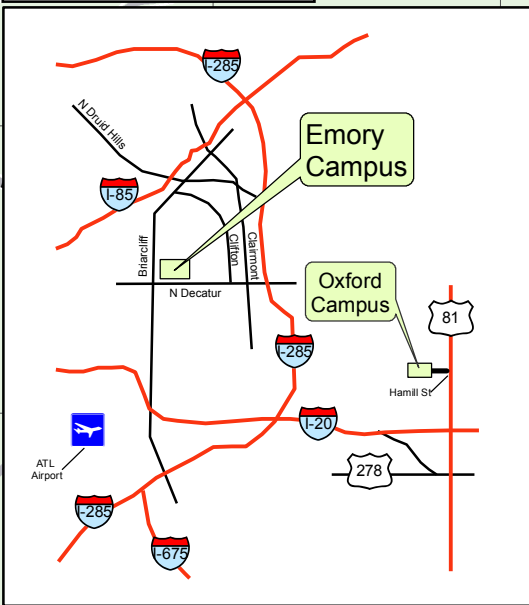 I-285
N Druid Hills
Emory
Campus
I-85
Briarcliff
Clifton
Clairmont
N Decatur
Oxford
Campus
81
I-285
Hamill St
I-20
ATL
Airport
278
I-285
I-675